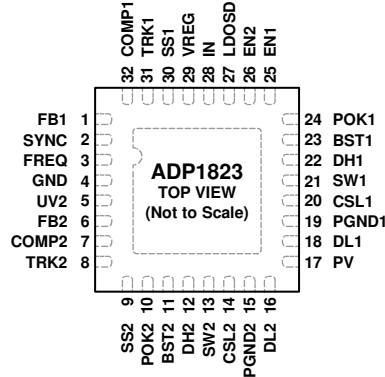 32 COMP1
31 TRK1
30 SS1
29 VREG
28 IN
27 LDOSD
26 EN2
25 EN1
FB1 1
SYNC 2
FREQ 3
GND 4
UV2 5
FB2 6
COMP2 7
TRK2 8
ADP1823
TOP VIEW
(Not to Scale)
24 POK1
23 BST1
22 DH1
21 SW1
20 CSL1
19 PGND1
18 DL1
17 PV
SS2 9
POK2 10
BST2 11
DH2 12
SW2 13
CSL2 14
PGND2 15
DL2 16